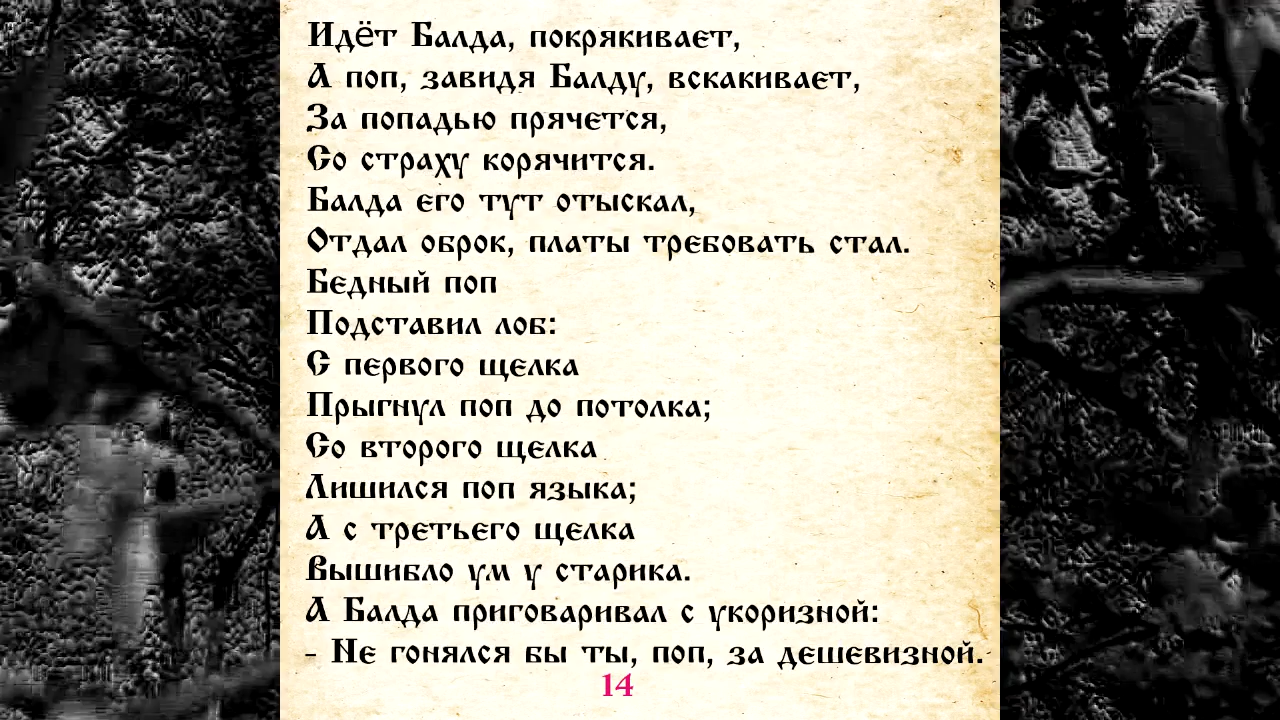 Идёт Балда, покрякивает,
А поп, завидя Балду, вскакивает,
За попадью прячется,
Со страху корячится.
Балда его тут отыскал,
Отдал оброк, платы требовать стал.
Бедный поп
Подставил лоб:
С первого щелка
Прыгнул поп до потолка;
Со второго щелка
Лишился поп языка;
А с третьего щелка
Вышибло ум у старика.
А Балда приговаривал с укоризной:
- Не гонялся бы ты, поп, за дешевизной.
14